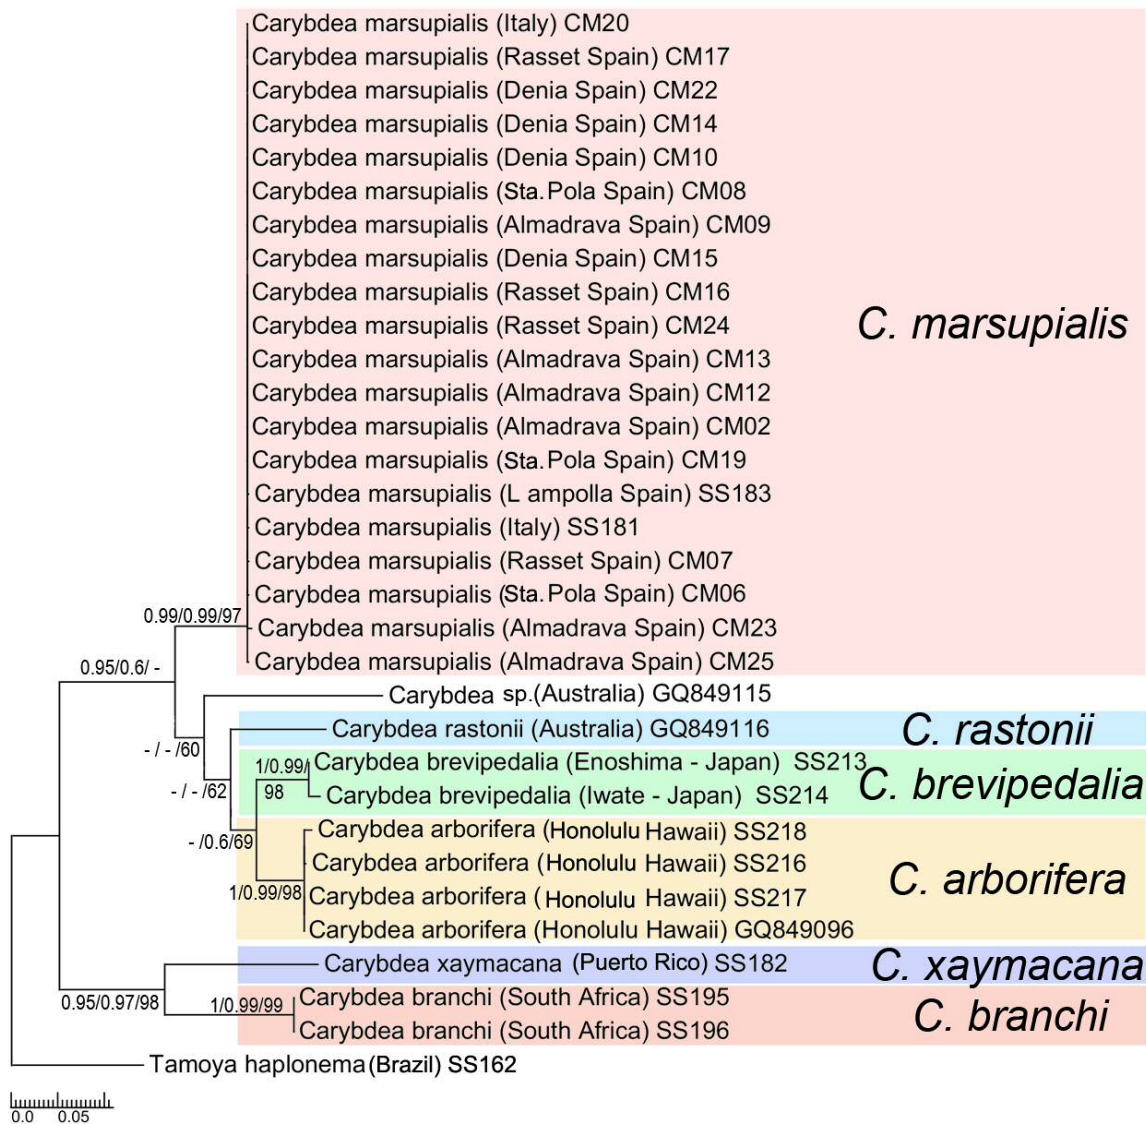 Carybdea marsupialis (Italy) CM20
Carybdea marsupialis (Rasset Spain) CM17
Carybdea marsupialis (Denia Spain) CM22
Carybdea marsupialis (Denia Spain) CM14
Carybdea marsupialis (Denia Spain) CM10
Carybdea marsupialis (Sta. Pola Spain) CM08
Carybdea marsupialis (Almadrava Spain) CM09
Carybdea marsupialis (Denia Spain) CM15
Carybdea marsupialis (Rasset Spain) CM16
Carybdea marsupialis (Rasset Spain) CM24
C. marsupialis
Carybdea marsupialis (Almadrava Spain) CM13
Carybdea marsupialis (Almadrava Spain) CM12
Carybdea marsupialis (Almadrava Spain) CM02
Carybdea marsupialis (Sta. Pola Spain) CM19
Carybdea marsupialis (L ampolla Spain) SS183
Carybdea marsupialis (Italy) SS181
Carybdea marsupialis (Rasset Spain) CM07
Carybdea marsupialis (Sta. Pola Spain) CM06
0.99/0.99/97
Carybdea marsupialis (Almadrava Spain) CM23
Carybdea marsupialis (Almadrava Spain) CM25
0.95/0.6/ -
Carybdea sp.(Australia) GQ849115
Carybdea rastonii (Australia) GQ849116
C. rastonii
- / - /60
Carybdea brevipedalia (Enoshima - Japan) SS213
1/0.99/
98
C. brevipedalia
- / - /62
Carybdea brevipedalia (Iwate - Japan) SS214
Carybdea arborifera (Honolulu Hawaii) SS218
- /0.6/69
Carybdea arborifera (Honolulu Hawaii) SS216
C. arborifera
1/0.99/98
Carybdea arborifera ( Honolulu Hawaii) SS217
Carybdea arborifera (Honolulu Hawaii) GQ849096
Carybdea xaymacana (Puerto Rico) SS182
C. xaymacana
0.95/0.97/98
1/0.99/99
Carybdea branchi (South Africa) SS195
C. branchi
Carybdea branchi (South Africa) SS196
Tamoya haplonema (Brazil) SS162
0.0 0.05